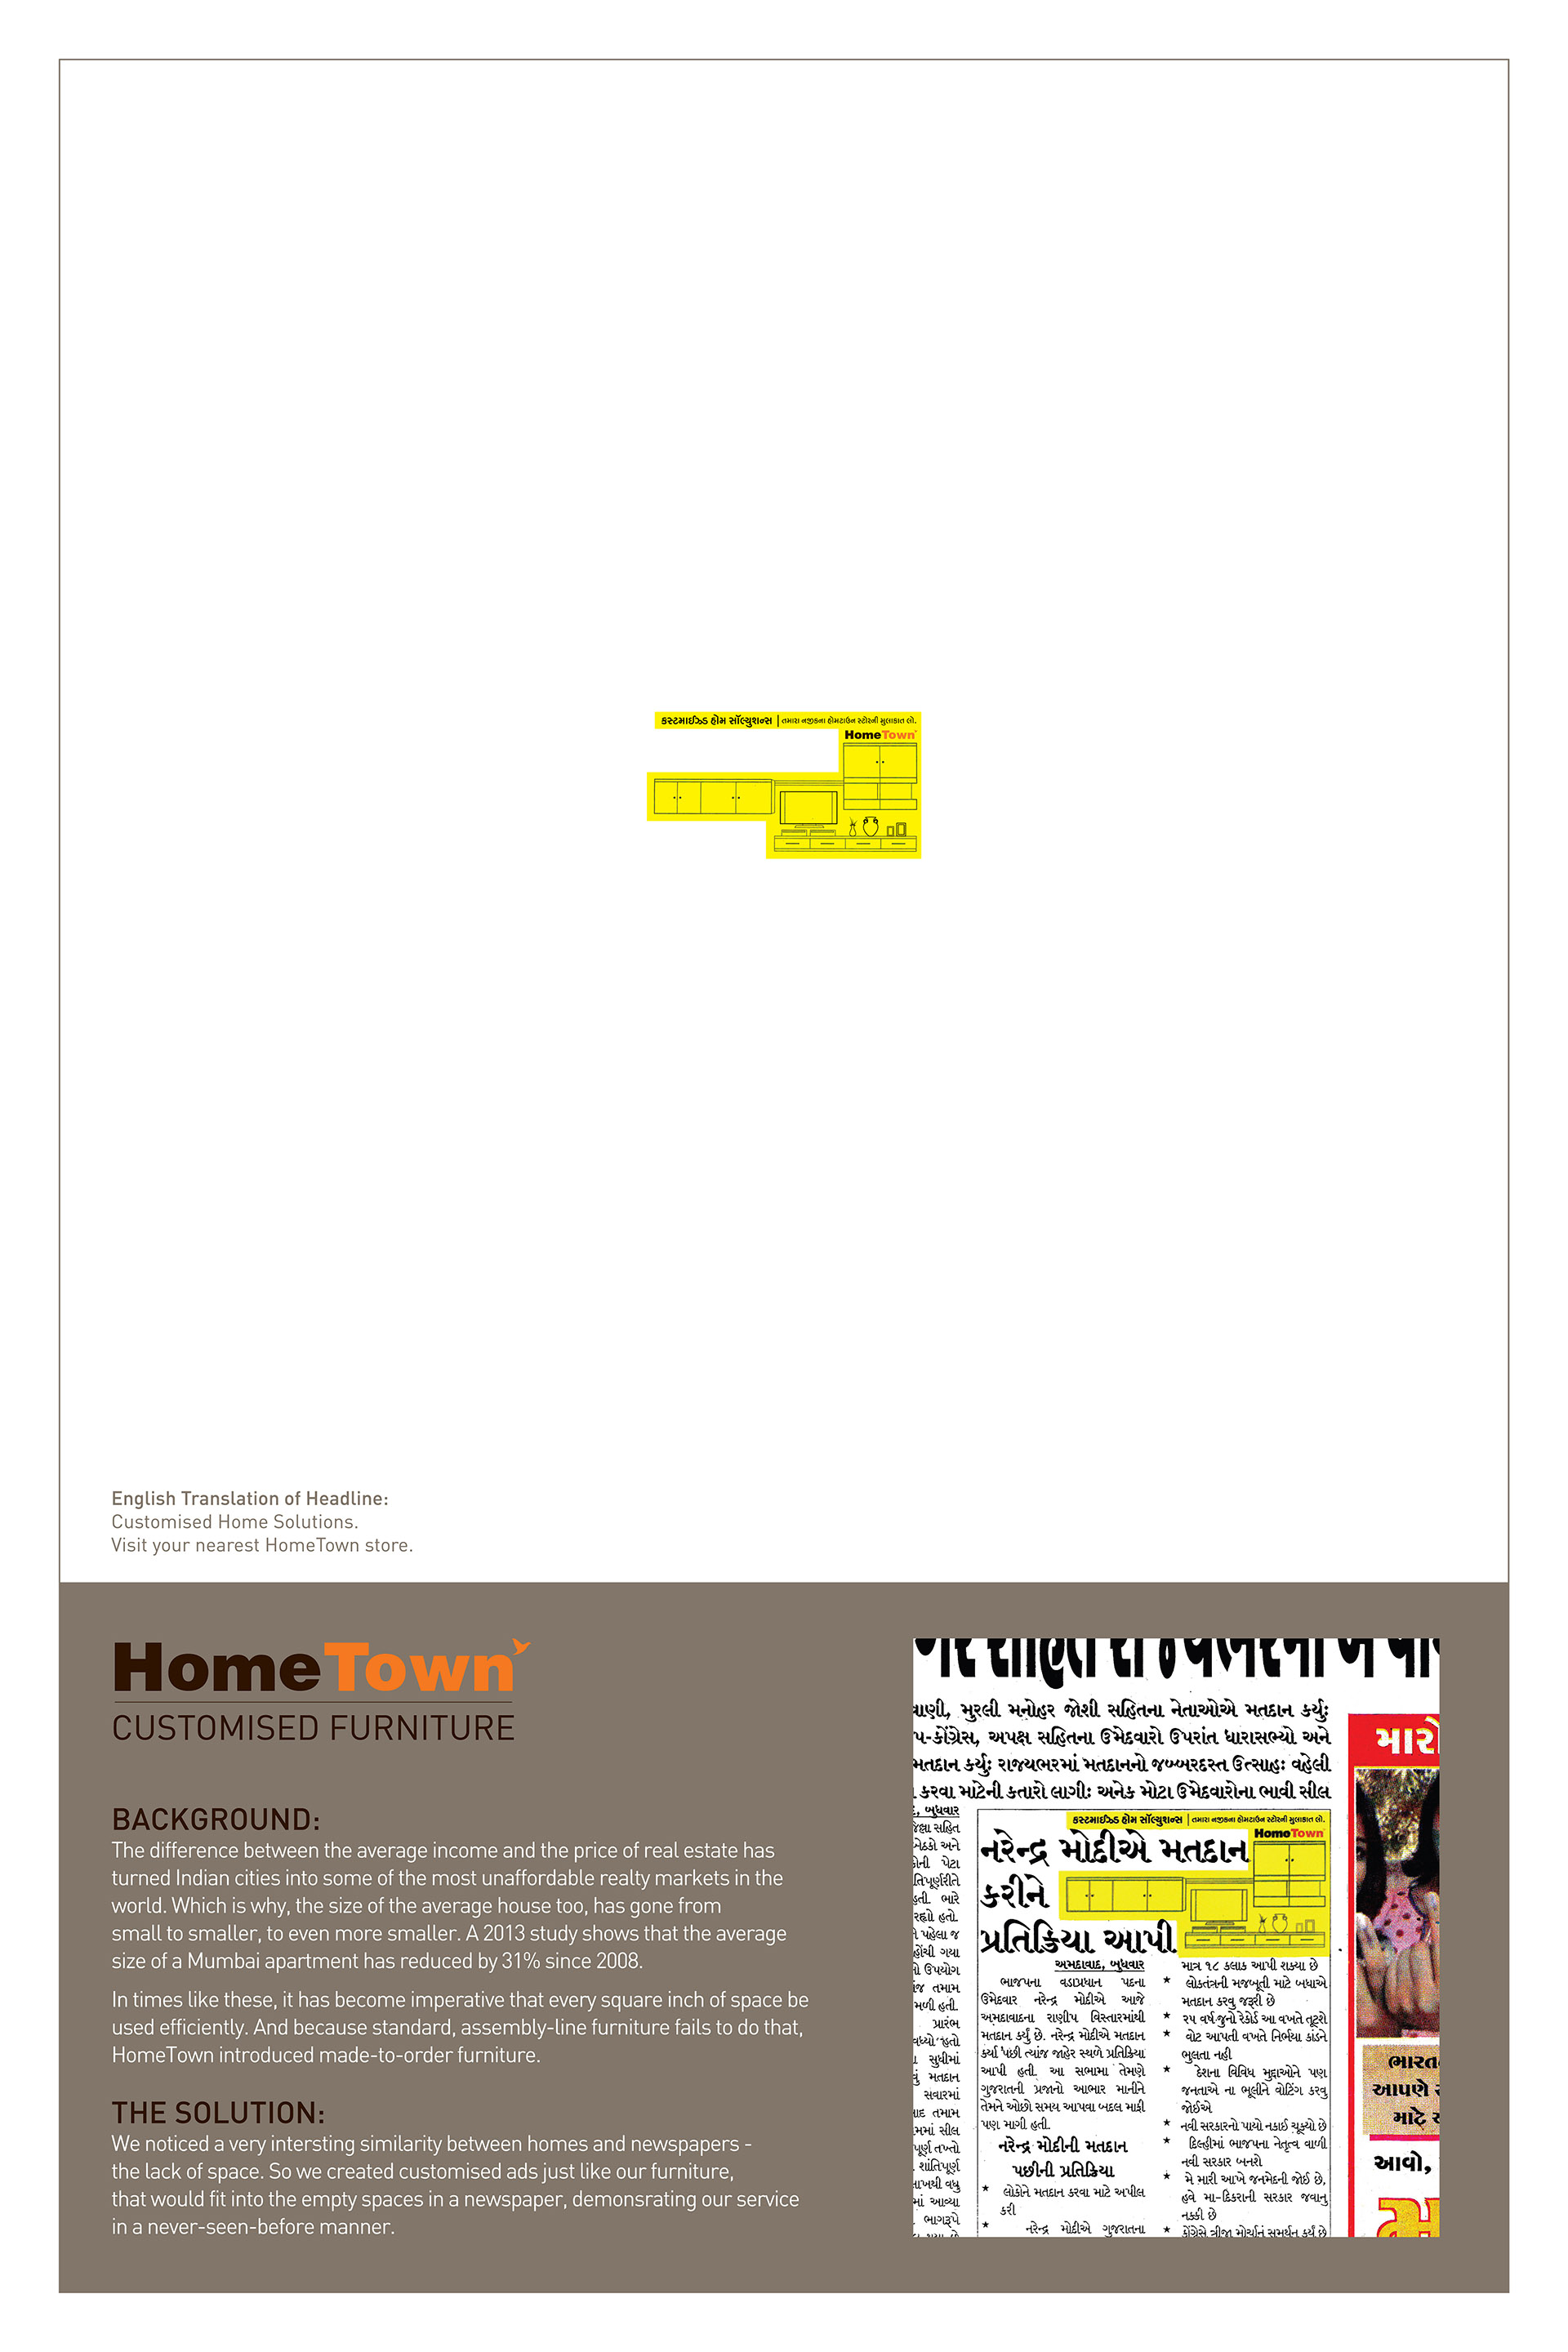 કસ્ટમાઈઝ્ડ હોમ સૉલ્યુશન્સ | તમારા નજીકના હોમટાઉન સ્ટોરની મુલાકાત લો.
HomeTown
English Translation of Headline:
Customised Home Solutions.
Visit your nearest HomeTown store.
HomeTown
CUSTOMISED FURNITURE
BACKGROUND:
The difference between the average income and the price of real estate has
turned Indian cities into some of the most unaffordable realty markets in the
world. Which is why, the size of the average house too, has gone from
small to smaller, to even more smaller. A 2013 study shows that the average
size of a Mumbai apartment has reduced by 31% since 2008.
In times like these, it has become imperative that every square inch of space be
used efficiently. And because standard, assembly-line furniture fails to do that,
HomeTown introduced made-to-order furniture.
THE SOLUTION:
We noticed a very intersting similarity between homes and newspapers -
the lack of space. So we created customised ads just like our furniture,
that would fit into the empty spaces in a newspaper, demonsrating our service
in a never-seen-before manner.
મુરલી મનોહર જોશી સહિતના નેતાઓએ મતદાન કર્યુંઃ
અપક્ષ સહિતના ઉમેદવારો ઉપરાંત ધારાસભ્યો અને
મતદાન કર્યુંઃ રાજ્યભરમાં મતદાનનો જબ્બરદસ્ત ઉત્સાહઃ વહેલી
કરવા માટેની કતારો લાગીઃ અનેક મોટા ઉમેદવારોના ભાવી સીલ
કસ્ટમાઈઝ્ડ હોમ સૉલ્યુશન્સ | તમારા નજીકના હોમટાઉન સ્ટોરની મુલાકાત લો.
HomeTown
નરેન્દ્ર મોદીએ મતદાન
કરીને
પ્રતિક્રિયા આપી
અમદાવાદ, બુધવાર
ભાજપના વડાપ્રધાન પદના
ઉમેદવાર નરેન્દ્ર મોદીએ આજે
અમદાવાદના રાણીપ વિસ્તારમાંથી
મતદાન કર્યું છે. નરેન્દ્ર મોદીએ મતદાન
કર્યા પછી ત્યાંજ જાહેર સ્થળે પ્રતિક્રિયા
આપી હતી. આ સભામા તેમણે
ગુજરાતની પ્રજાનો આભાર માનીને
તેમને ઓછો સમય આપવા બદલ માફી
પણ માગી હતી.
નરેન્દ્ર મોદીની મતદાન
પછીની પ્રતિક્રિયા
★ લોકોને મતદાન કરવા માટે અપીલ
કરી
★ નરેન્દ્ર મોદીએ ગુજરાતના
માત્ર ૧૮ કલાક આપી શક્યા છે
★ લોકતંત્રની મજબૂતી માટે બધાએ
મતદાન કરવુ જરૂરી છે
★ ૨૫ વર્ષ જુનો રેકોર્ડ આ વખતે તૂટશે
★ વોટ આપતી વખતે નિર્ભયા કાંડને
ભુલતા નહી
★ દેશના વિવિધ મુદ્દાઓને પણ
જનતાએ ના ભૂલીને વોટિંગ કરવુ
જોઈએ
★ નવી સરકારનો પાયો નકાઈ ચૂક્યો છે
★ દિલ્હીમાં ભાજપના નેતૃત્વ વાળી
નવી સરકાર બનશે
★ મે મારી આખે જનમેદની જોઈ છે,
હવે મા-દિકરાની સરકાર જવાનુ
નક્કી છે
★ કોંગ્રેસે ત્રીજા મોર્ચાનું સમર્થન કર્યું છે
આપણે
માટે
આવો,